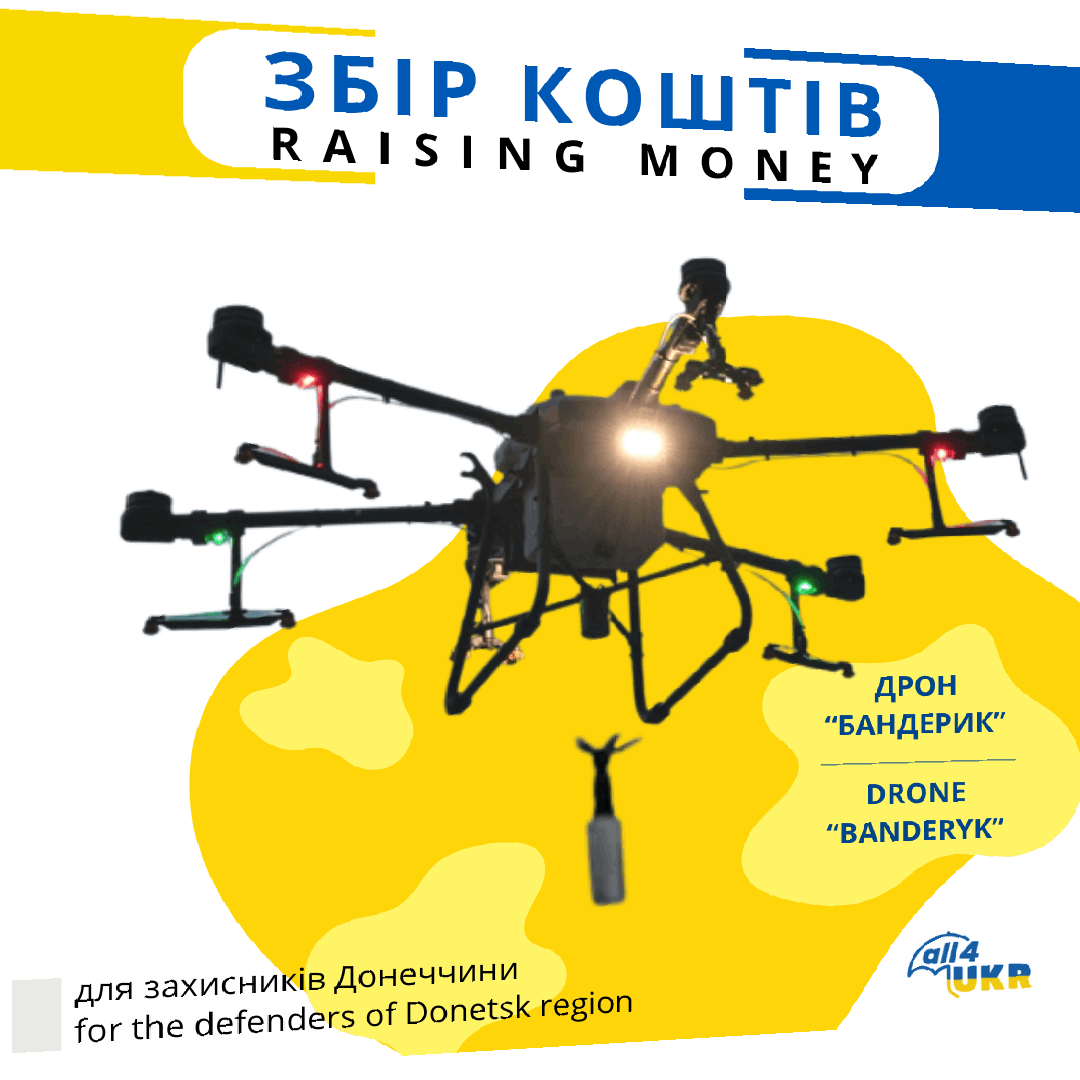 ЗБІР КОШТІВ
RAISING MONEY
ДРОН
“БАНДЕРИК”
DRONE
“BANDERYK”
all4
UKR
для захисників Донеччини
for the defenders of Donetsk region